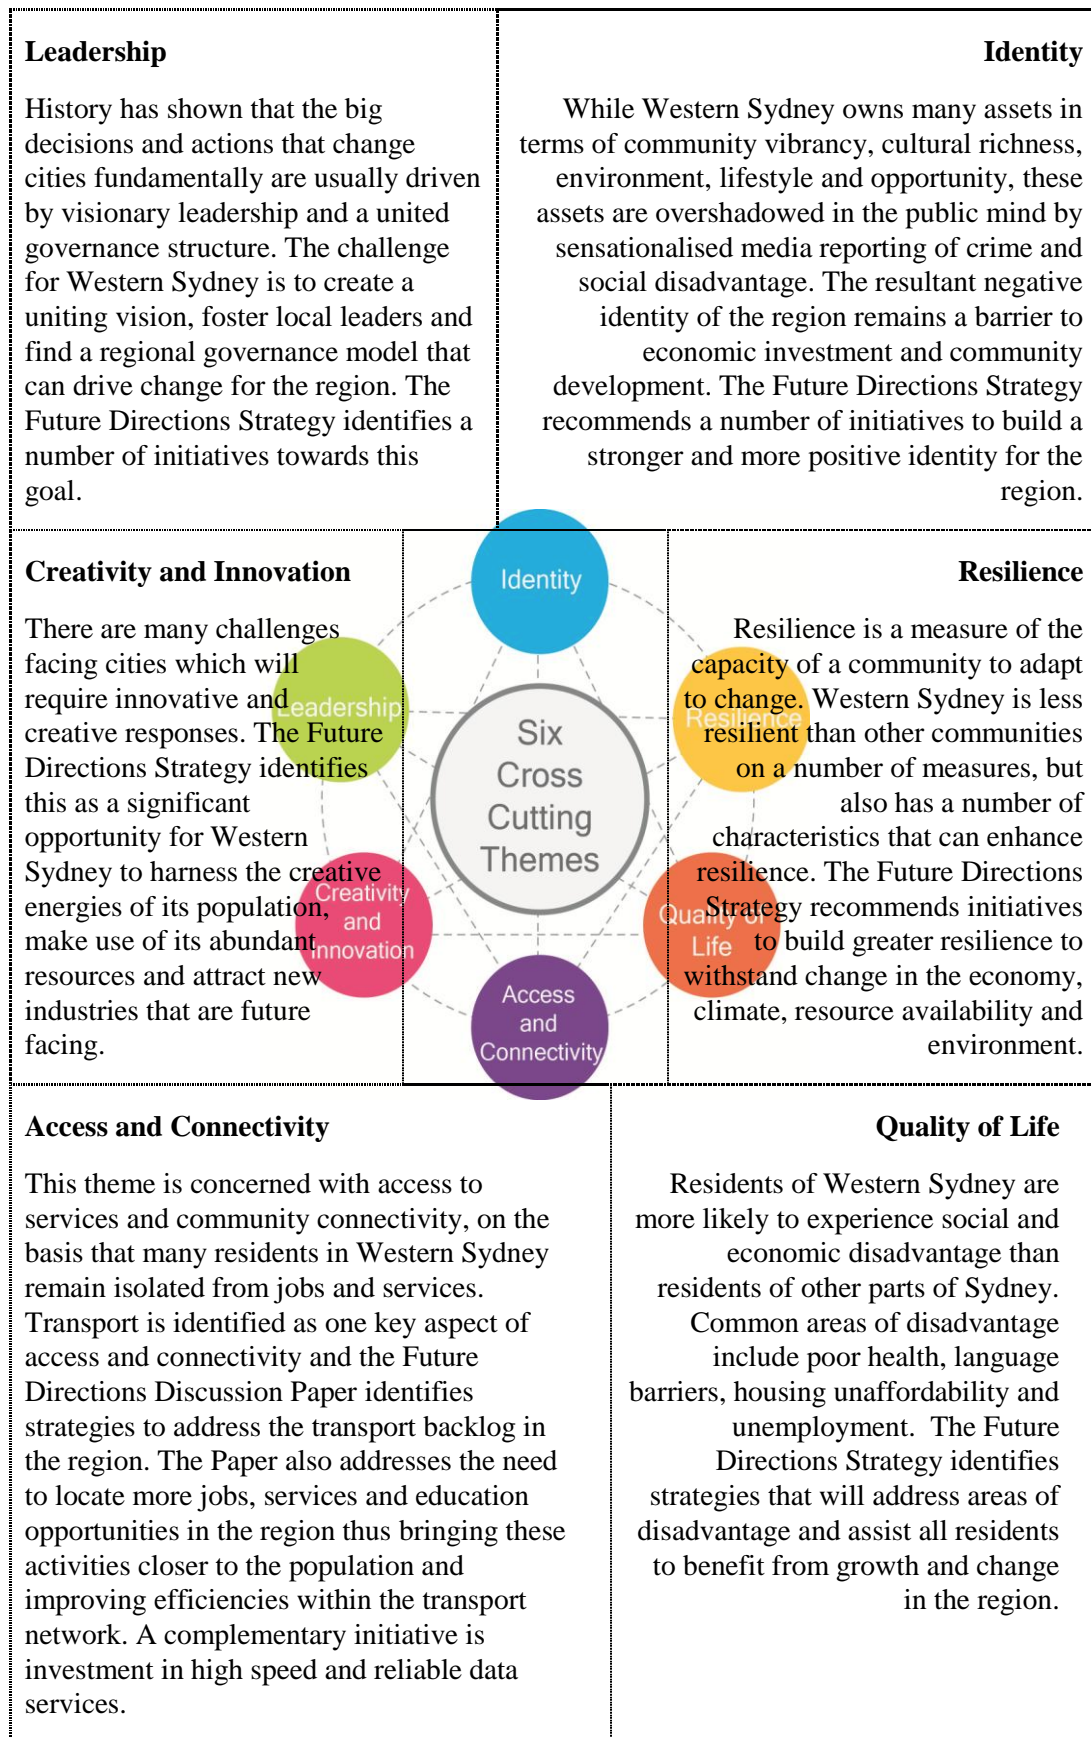 Leadership
History has shown that the big
decisions and actions that change
cities fundamentally are usually driven
by visionary leadership and a united
governance structure. The challenge
for Western Sydney is to create a
uniting vision, foster local leaders and
find a regional governance model that
can drive change for the region. The
Future Directions Strategy identifies a
number of initiatives towards this
goal.
Identity
While Western Sydney owns many assets in
terms of community vibrancy, cultural richness,
environment, lifestyle and opportunity, these
assets are overshadowed in the public mind by
sensationalised media reporting of crime and
social disadvantage. The resultant negative
identity of the region remains a barrier to
economic investment and community
development. The Future Directions Strategy
recommends a number of initiatives to build a
stronger and more positive identity for the
region.
Creativity and Innovation
There are many challenges
facing cities which will
require innovative and
creative responses. The Future
Directions Strategy identifies
this as a significant
opportunity for Western
Sydney to harness the creative
energies of its population,
make use of its abundant
resources and attract new
industries that are future
facing.
Identity
Leadership
Resilience
Six
Cross
Cutting
Themes
Creativity
and
Innovation
Quality of
Life
Access
and
Connectivity
Resilience
Resilience is a measure of the
capacity of a community to adapt
to change. Western Sydney is less
resilient than other communities
on a number of measures, but
also has a number of
characteristics that can enhance
resilience. The Future Directions
Strategy recommends initiatives
to build greater resilience to
withstand change in the economy,
climate, resource availability and
environment.
Access and Connectivity
This theme is concerned with access to
services and community connectivity, on the
basis that many residents in Western Sydney
remain isolated from jobs and services.
Transport is identified as one key aspect of
access and connectivity and the Future
Directions Discussion Paper identifies
strategies to address the transport backlog in
the region. The Paper also addresses the need
to locate more jobs, services and education
opportunities in the region thus bringing these
activities closer to the population and
improving efficiencies within the transport
network. A complementary initiative is
investment in high speed and reliable data
services.
Quality of Life
Residents of Western Sydney are
more likely to experience social and
economic disadvantage than
residents of other parts of Sydney.
Common areas of disadvantage
include poor health, language
barriers, housing unaffordability and
unemployment. The Future
Directions Strategy identifies
strategies that will address areas of
disadvantage and assist all residents
to benefit from growth and change
in the region.